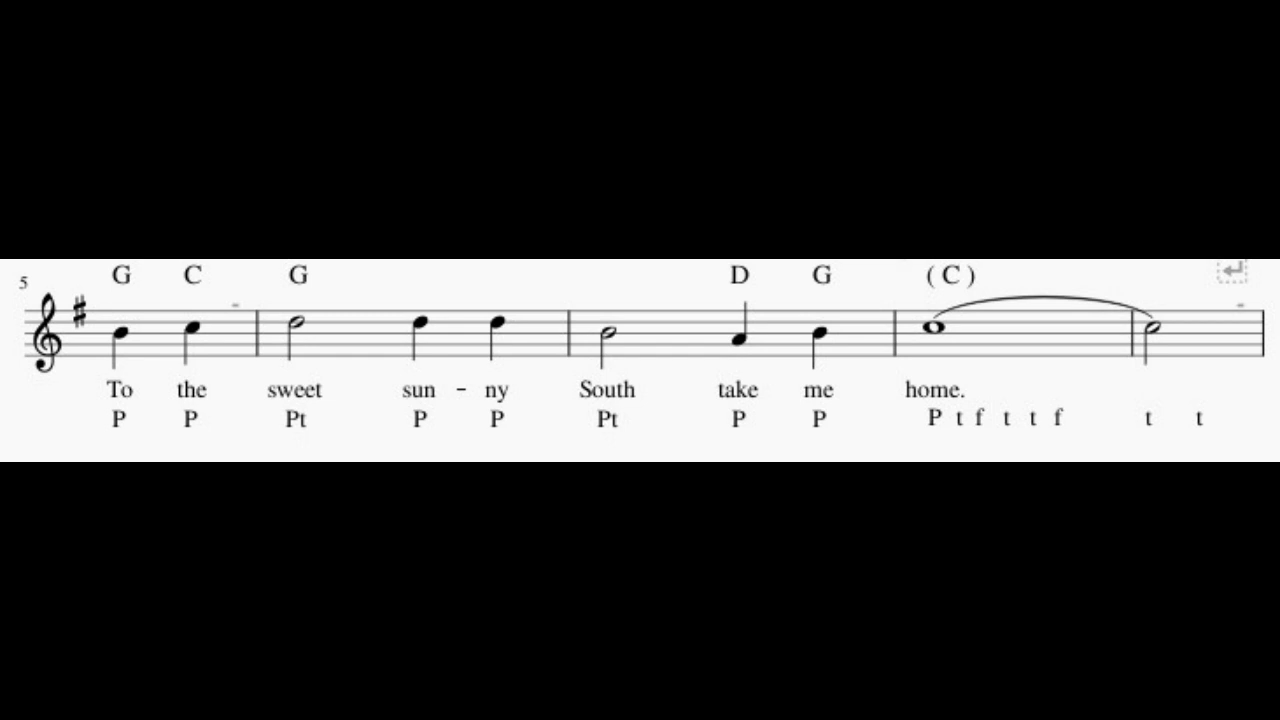 G C G D G ( C )
5
To the sweet sun - ny South take me home.
P P Pt P P Pt P P P t f t t f t t